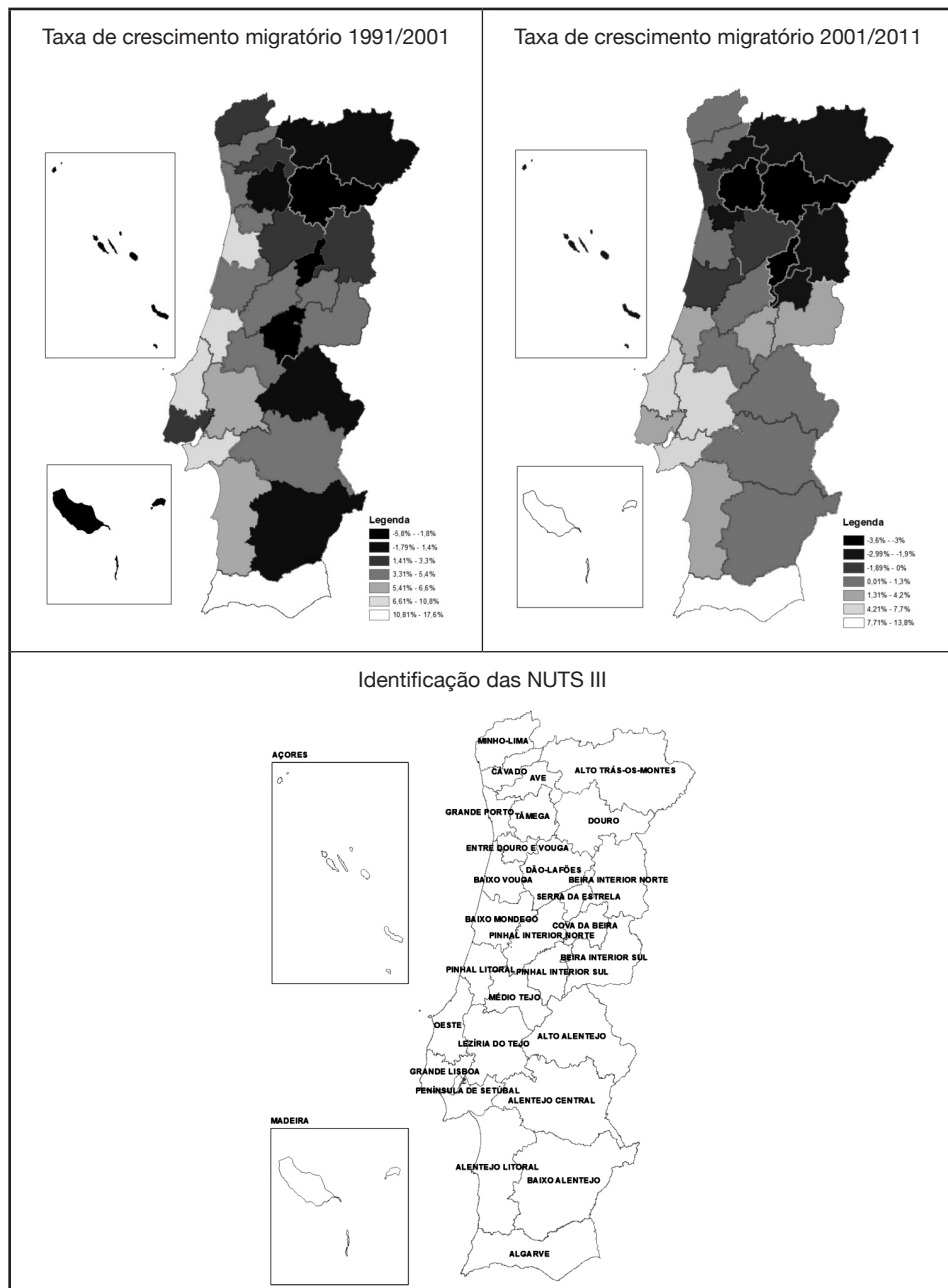 Taxa de crescimento migratório 1991/2001
Legenda
-5,8% - -1,8%
-1,79% - 1,4%
1,41% - 3,3%
3,31% - 5,4%
5,41% - 6,6%
6,61% - 10,8%
10,81% - 17,6%
Taxa de crescimento migratório 2001/2011
Legenda
-3,6% - -3%
-2,99% - -1,9%
-1,89% - 0%
0,01% - 1,3%
1,31% - 4,2%
4,21% - 7,7%
7,71% - 13,8%
Identificação das NUTS III
MINHO-LIMA
AÇORES
CÁVADO
ALTO TRÁS-OS-MONTES
AVE
GRANDE PORTO
TÂMEGA
DOURO
ENTRE DOURO E VOUGA
DÃO-LAFÕES
BAIXO VOUGA
BEIRA INTERIOR NORTE
SERRA DA ESTRELA
BAIXO MONDEGO
COVA DA BEIRA
PINHAL INTERIOR NORTE
BEIRA INTERIOR SUL
PINHAL LITORAL
PINHAL INTERIOR SUL
MÉDIO TEJO
OESTE
ALTO ALENTEJO
LEZÍRIA DO TEJO
GRANDE LISBOA
PENÍNSULA DE SETÚBAL
ALENTEJO CENTRAL
MADEIRA
ALENTEJO LITORAL
BAIXO ALENTEJO
ALGARVE